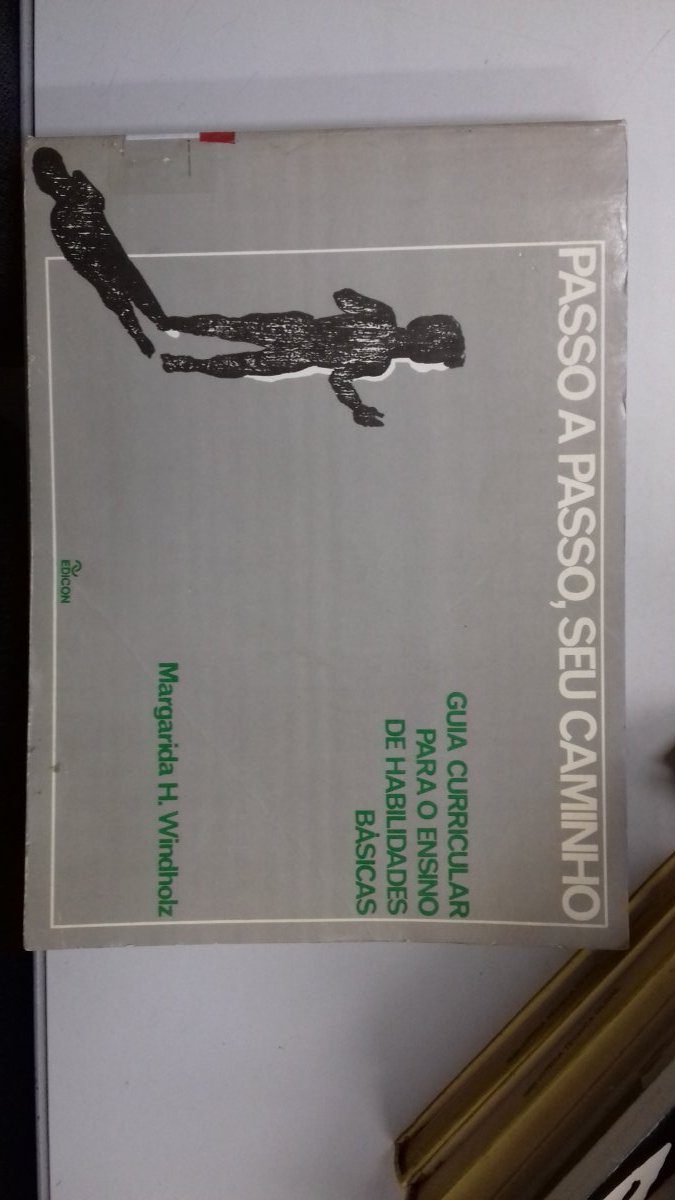 PASSO A PASSO, SEU CAMINHO
GUIA CURRICULAR
PARA O ENSINO
DE HABILIDADES
BÁSICAS
Margarida H. Windholz
EDICON